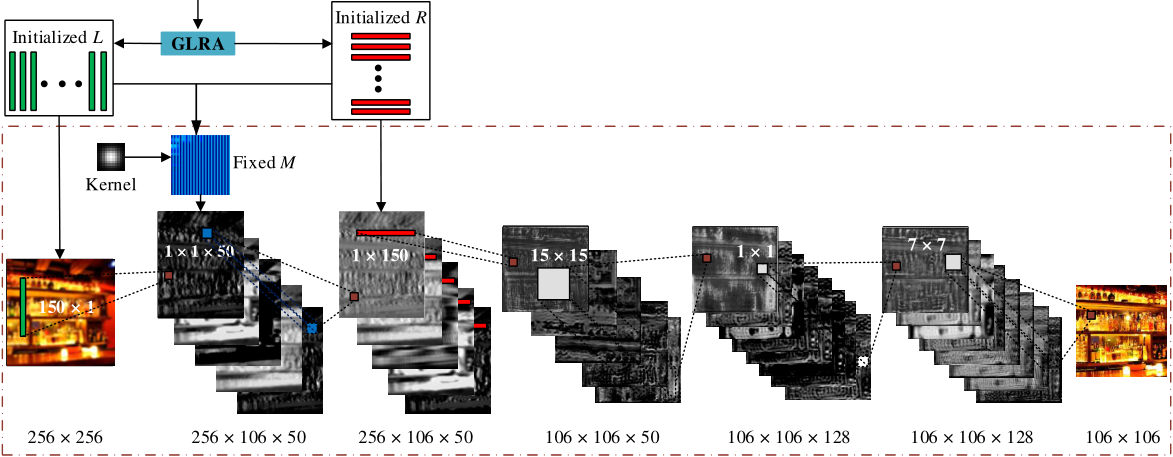 Initialized L
GLRA
Initialized R
Kernel
Fixed M
150 × 1
1 × 1 × 50
1 × 150
15 × 15
1 × 1
7 × 7
256 × 256
256 × 106 × 50
256 × 106 × 50
106 × 106 × 50
106 × 106 × 128
106 × 106 × 128
106 × 106